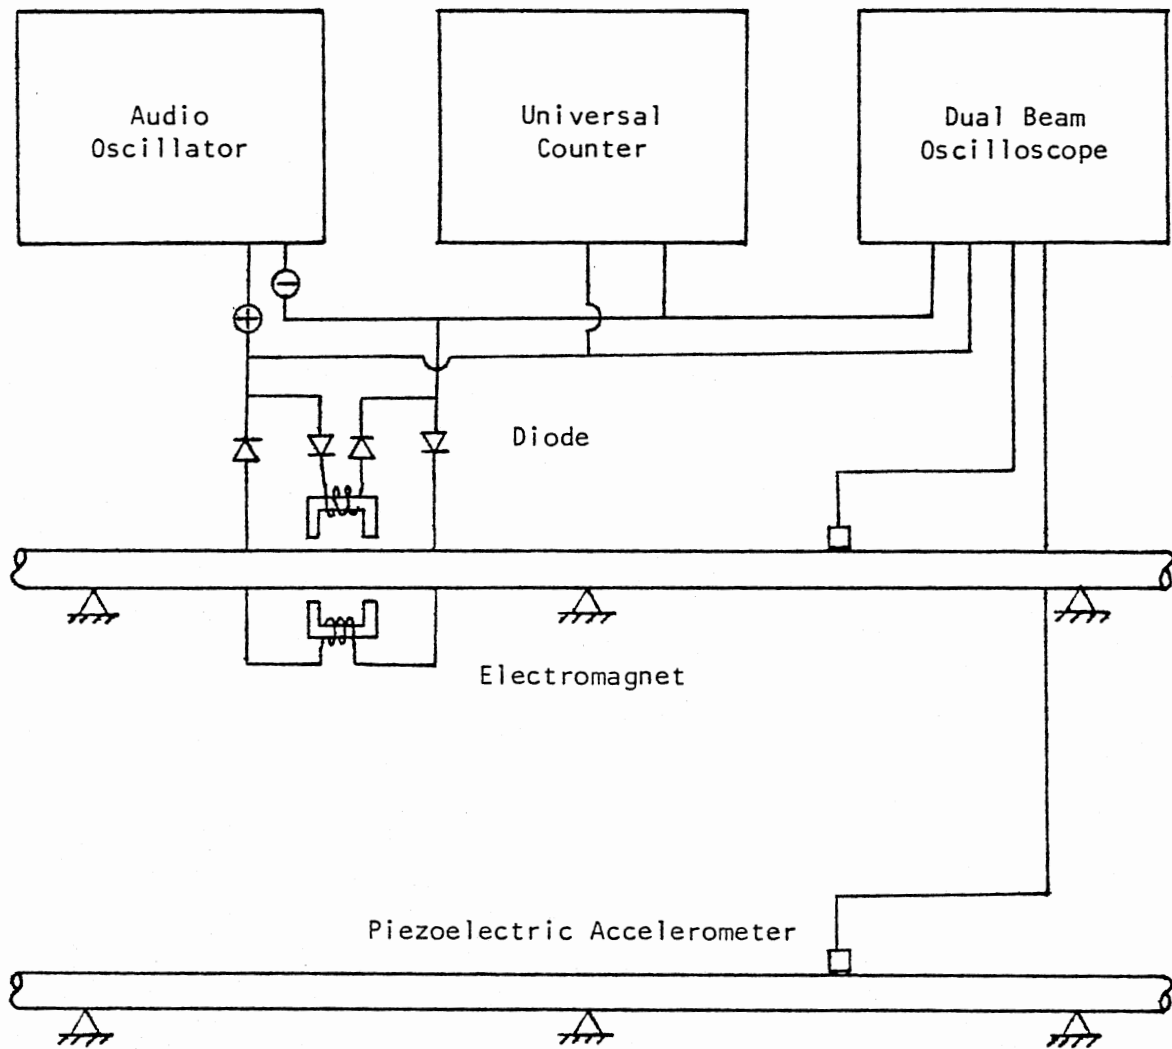 Audio
Oscillator
Universal
Counter
Dual Beam
Oscilloscope
−
+
Diode
Electromagnet
Piezoelectric Accelerometer